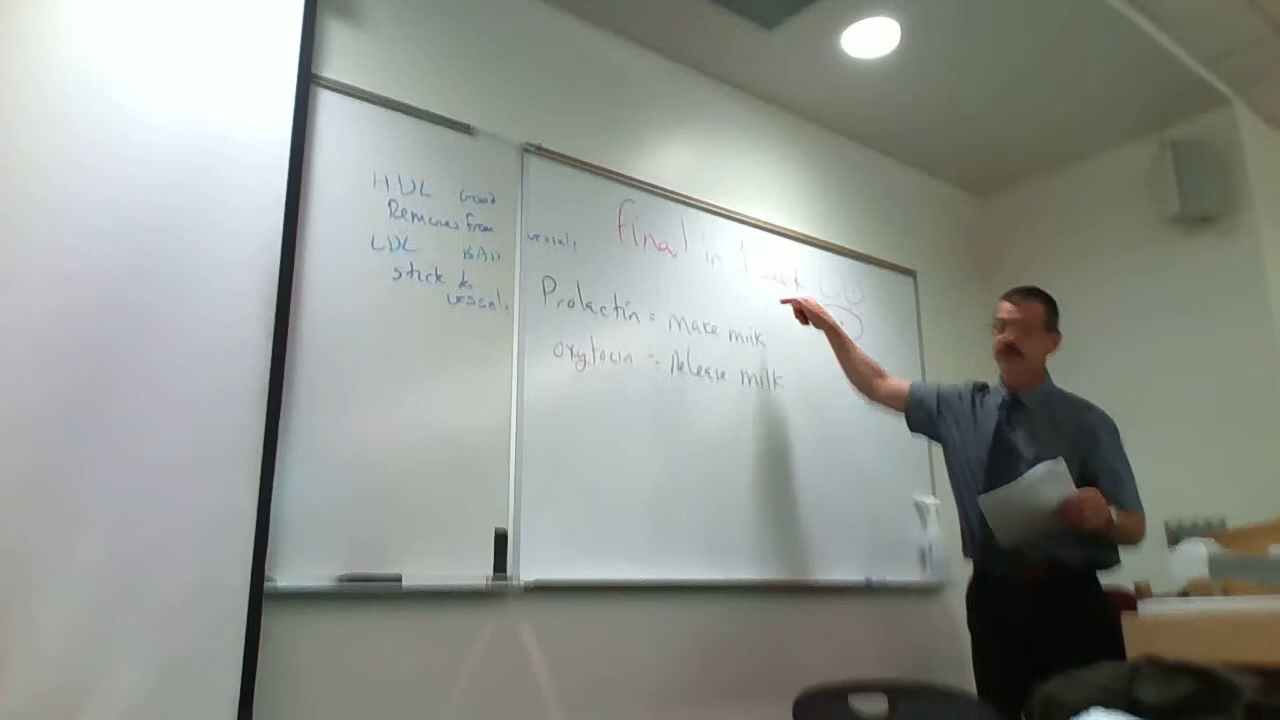 HDL Good
Removes from vessels
LDL BAD
stick to
vessels
Final in 1 week
Prolactin = Make milk
oxytocin = Release milk